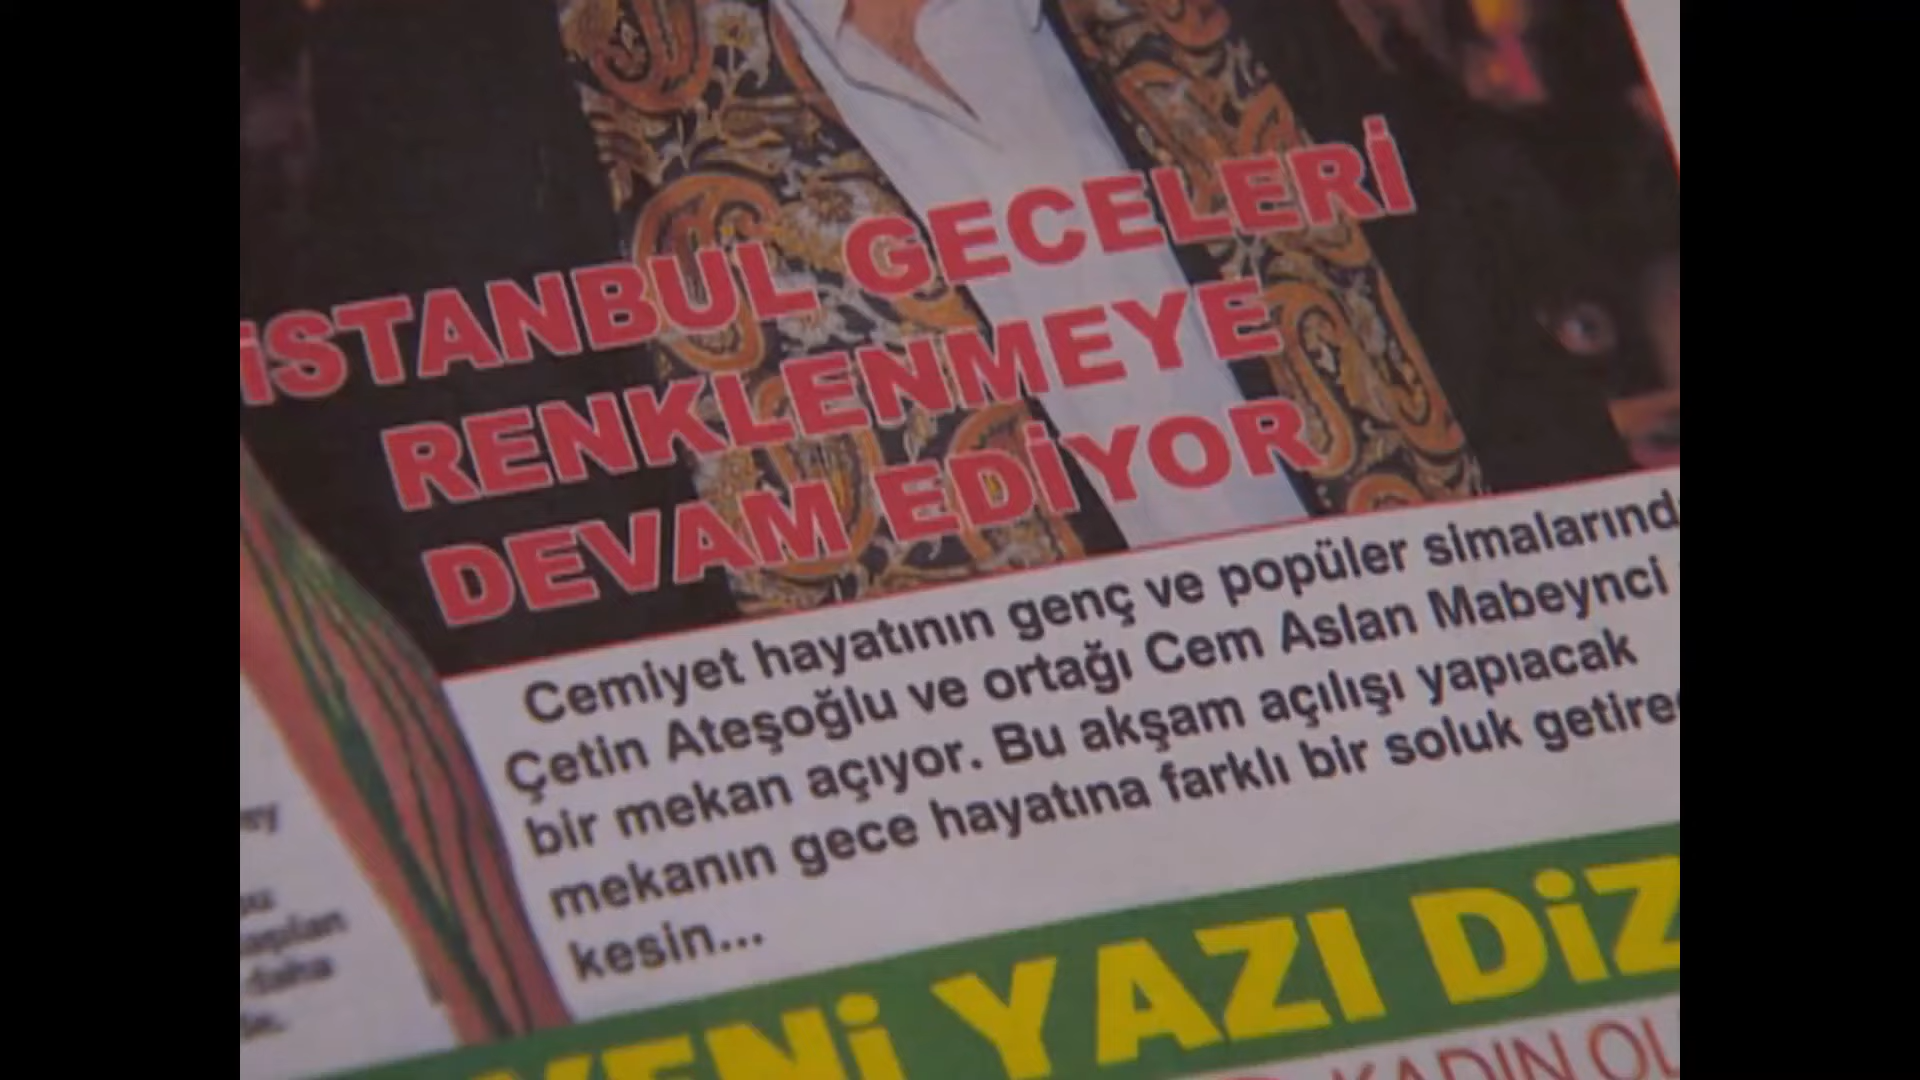 İSTANBUL GECELERİ
RENKLENMEYE
DEVAM EDİYOR
Cemiyet hayatının genç ve popüler simalarınd
Çetin Ateşoğlu ve ortağı Cem Aslan Mabeynci
bir mekan açıyor. Bu akşam açılışı yapıacak
mekanın gece hayatına farklı bir soluk getire
kesin...
daha
YENİ YAZI DİZ
KADIN OL